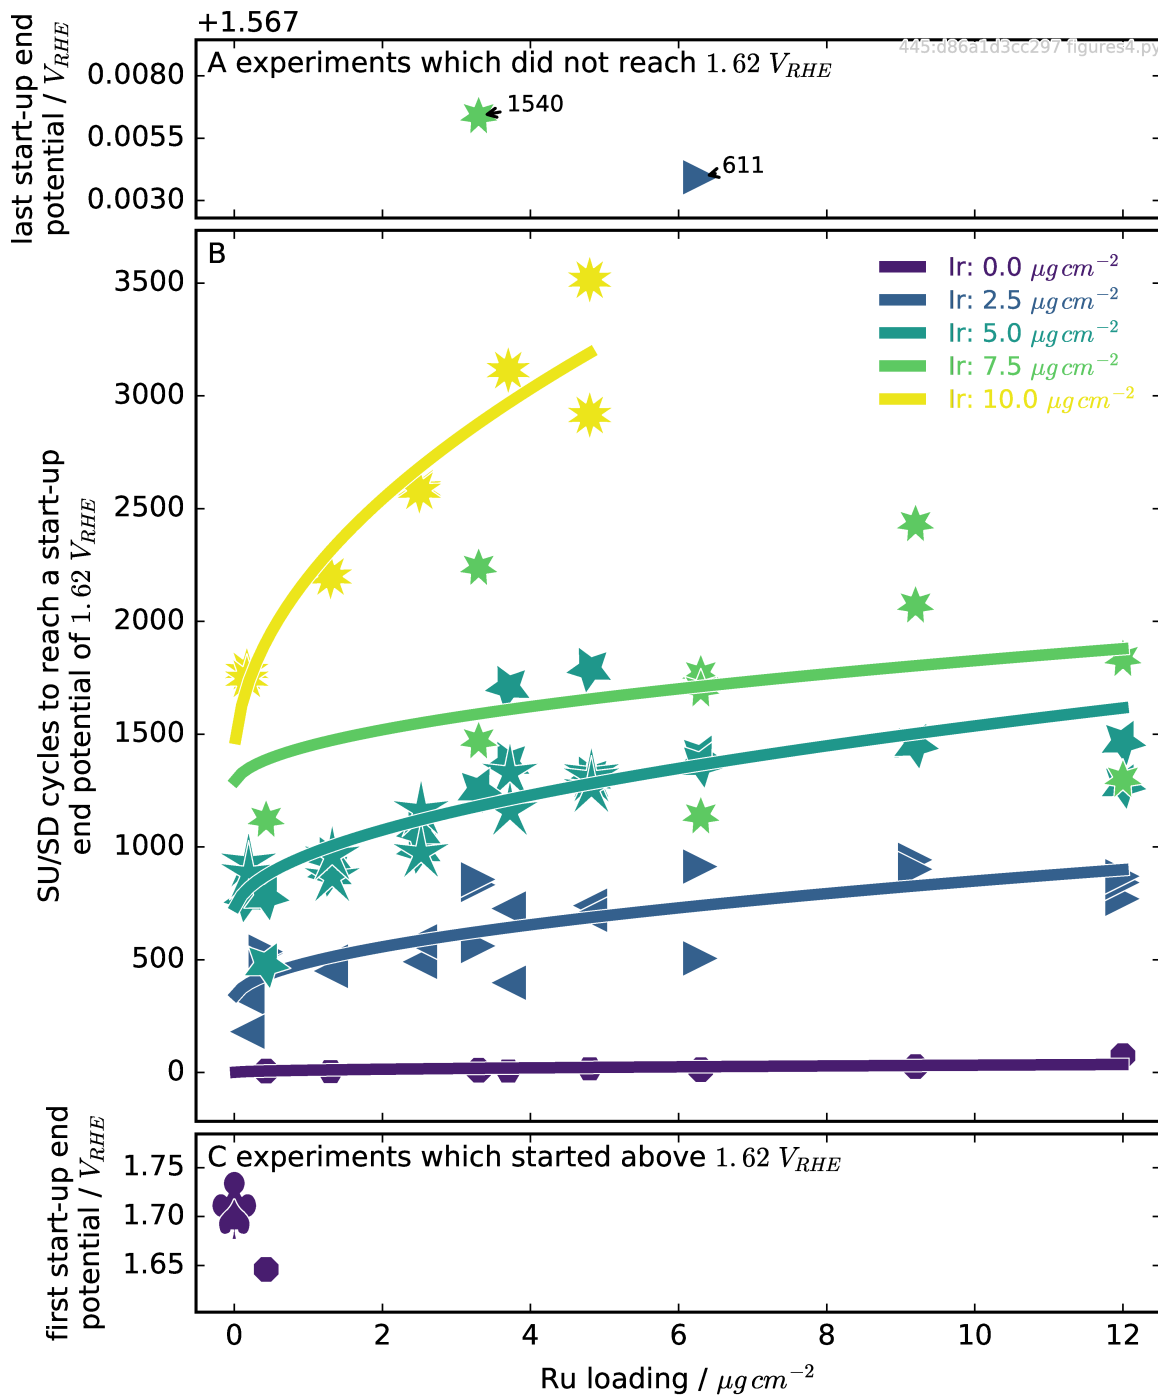 +1.567
445:d86a1d3cc297 figures4.py
last start-up end
potential / V_RHE
0.0080
0.0055
0.0030
A experiments which did not reach 1.62 V_RHE
1540
611
SU/SD cycles to reach a start-up
end potential of 1.62 V_RHE
3500
3000
2500
2000
1500
1000
500
0
B
Ir: 0.0 μg cm⁻²
Ir: 2.5 μg cm⁻²
Ir: 5.0 μg cm⁻²
Ir: 7.5 μg cm⁻²
Ir: 10.0 μg cm⁻²
first start-up end
potential / V_RHE
1.75
1.70
1.65
C experiments which started above 1.62 V_RHE
0 2 4 6 8 10 12
Ru loading / μg cm⁻²